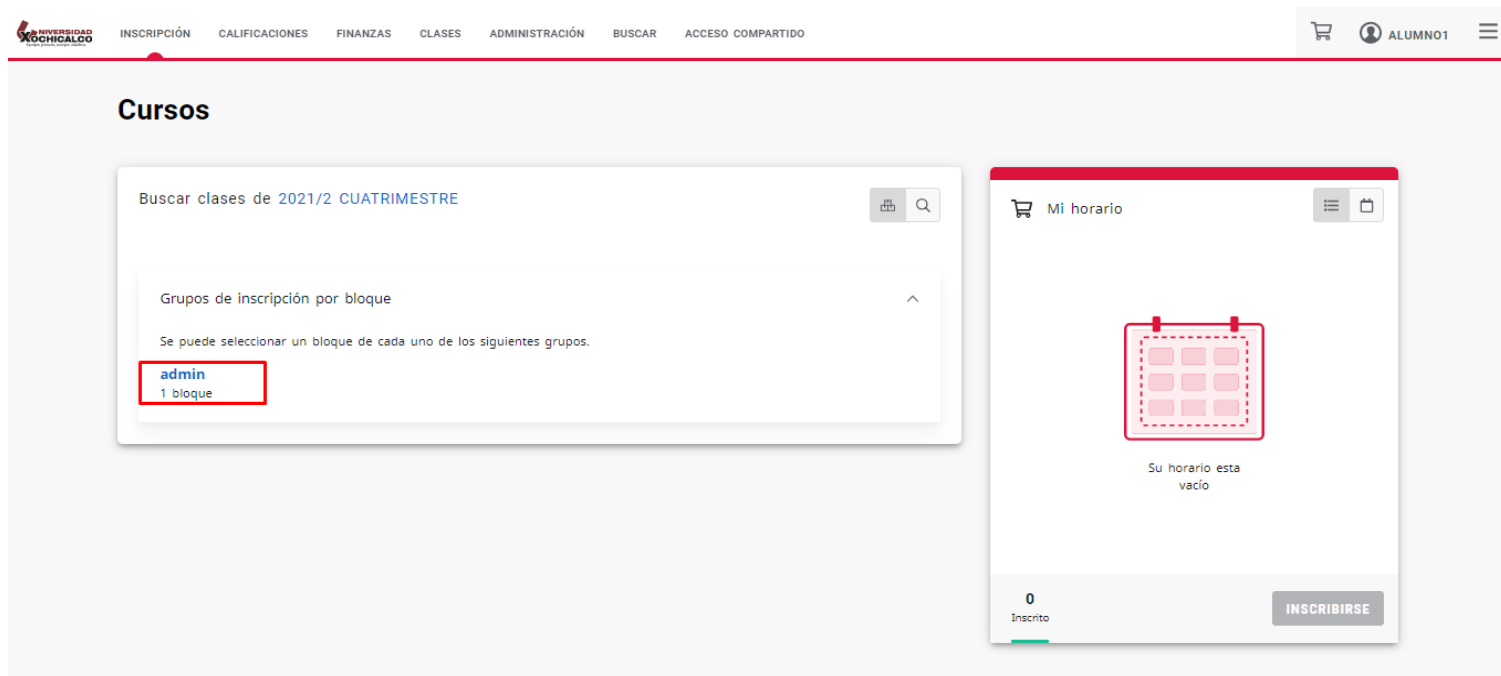 UNIVERSIDAD
XOCHICALCO
INSCRIPCIÓN CALIFICACIONES FINANZAS CLASES ADMINISTRACIÓN BUSCAR ACCESO COMPARTIDO ALUMNO1
Cursos
Buscar clases de 2021/2 CUATRIMESTRE
Grupos de inscripción por bloque
Se puede seleccionar un bloque de cada uno de los siguientes grupos.
admin
1 bloque
Mi horario
Su horario esta
vacío
0
Inscrito
INSCRIBIRSE